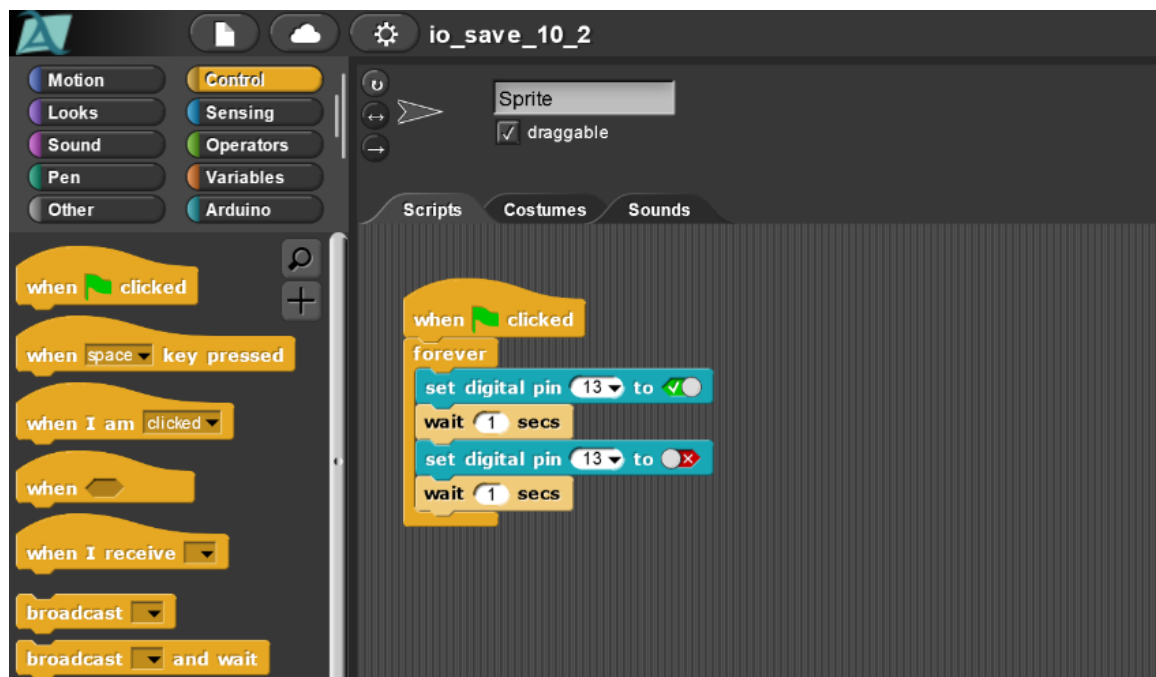 io_save_10_2
Motion
Control
Looks
Sensing
Sound
Operators
Pen
Variables
Other
Arduino
Sprite
draggable
Scripts
Costumes
Sounds
when clicked
when space key pressed
when I am clicked
when
when I receive
broadcast
broadcast and wait
when clicked
forever
set digital pin 13 to
wait 1 secs
set digital pin 13 to
wait 1 secs